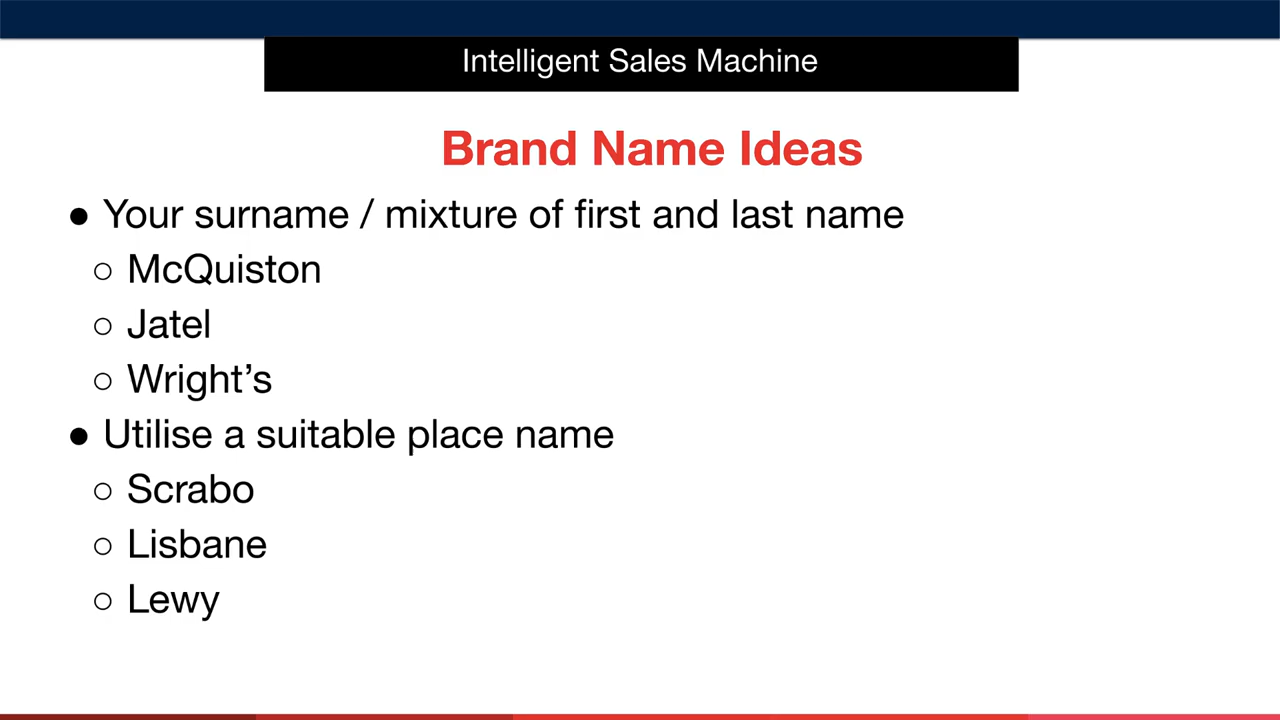 Intelligent Sales Machine
Brand Name Ideas
● Your surname / mixture of first and last name
○ McQuiston
○ Jatel
○ Wright’s
● Utilise a suitable place name
○ Scrabo
○ Lisbane
○ Lewy